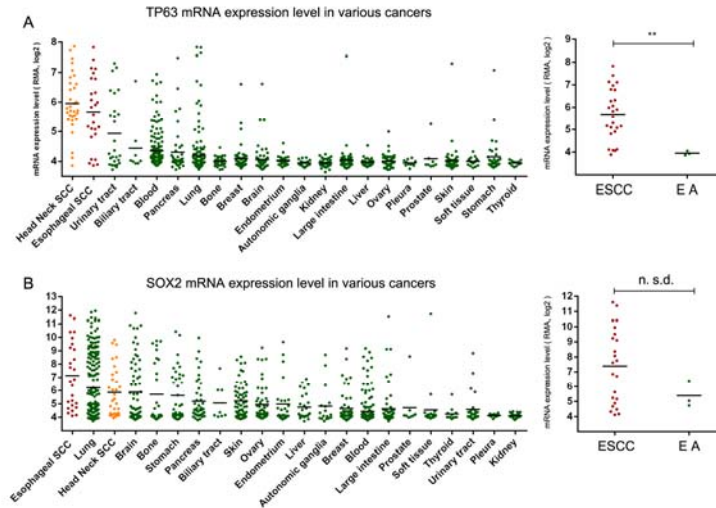 A
TP63 mRNA expression level in various cancers
mRNA expression level ( RMA, log2)
8
7
6
5
4
Head Neck SCC
Esophageal SCC
Urinary tract
Biliary tract
Blood
Pancreas
Lung
Bone
Breast
Brain
Endometrium
Autonomic ganglia
Kidney
Large intestine
Liver
Ovary
Pleura
Prostate
Skin
Soft tissue
Stomach
Thyroid
**
mRNA expression level ( RMA, log2)
9
8
7
6
5
4
3
ESCC
E A
B
SOX2 mRNA expression level in various cancers
mRNA expression level (RMA, log2)
13
12
11
10
9
8
7
6
5
4
3
Esophageal SCC
Lung
Head Neck SCC
Brain
Bone
Stomach
Pancreas
Biliary tract
Skin
Ovary
Endometrium
Liver
Autonomic ganglia
Breast
Blood
Large intestine
Prostate
Soft tissue
Thyroid
Urinary tract
Pleura
Kidney
n. s.d.
mRNA expression level (RMA, log2)
12
11
10
9
8
7
6
5
4
3
ESCC
E A